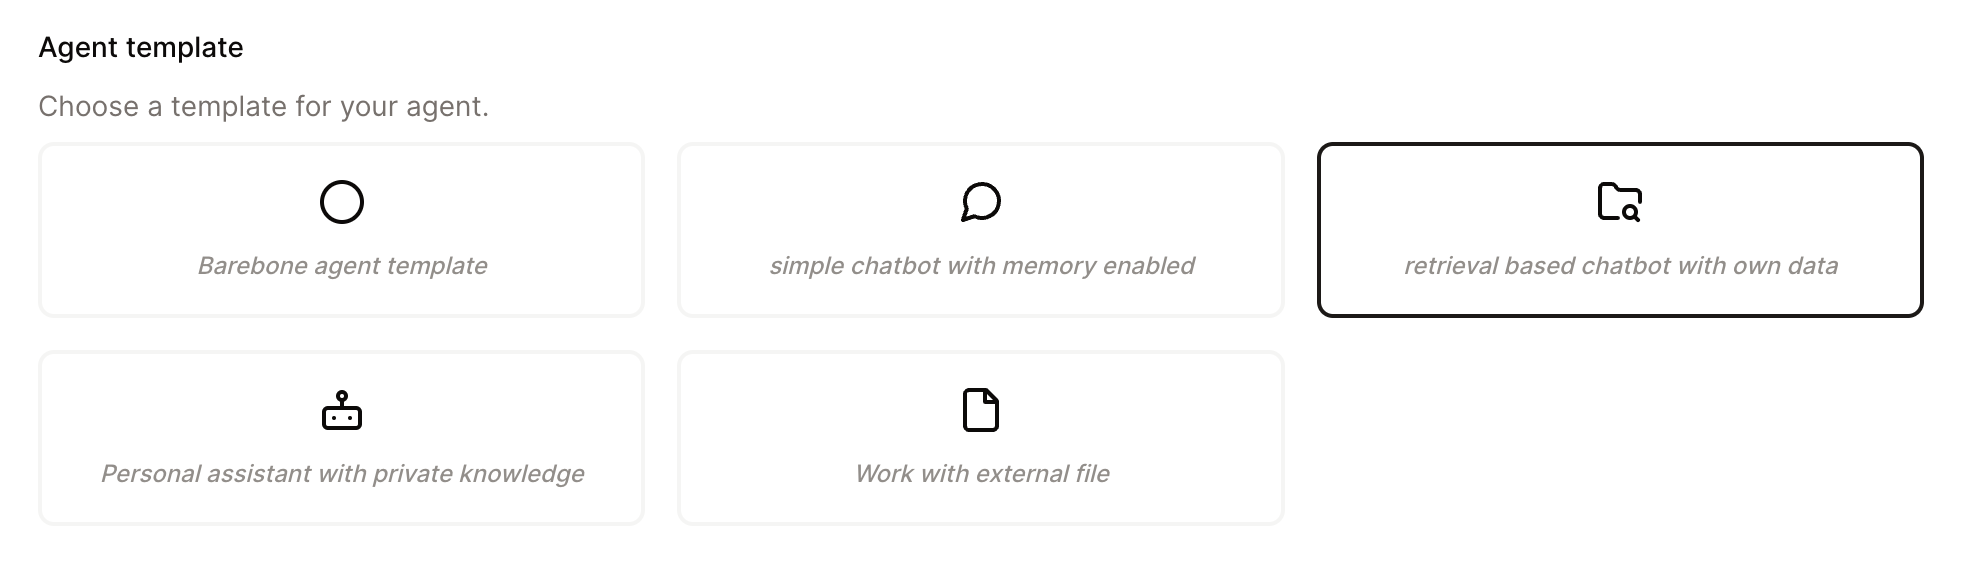 Agent template
Choose a template for your agent.
Barebone agent template
simple chatbot with memory enabled
retrieval based chatbot with own data
Personal assistant with private knowledge
Work with external file